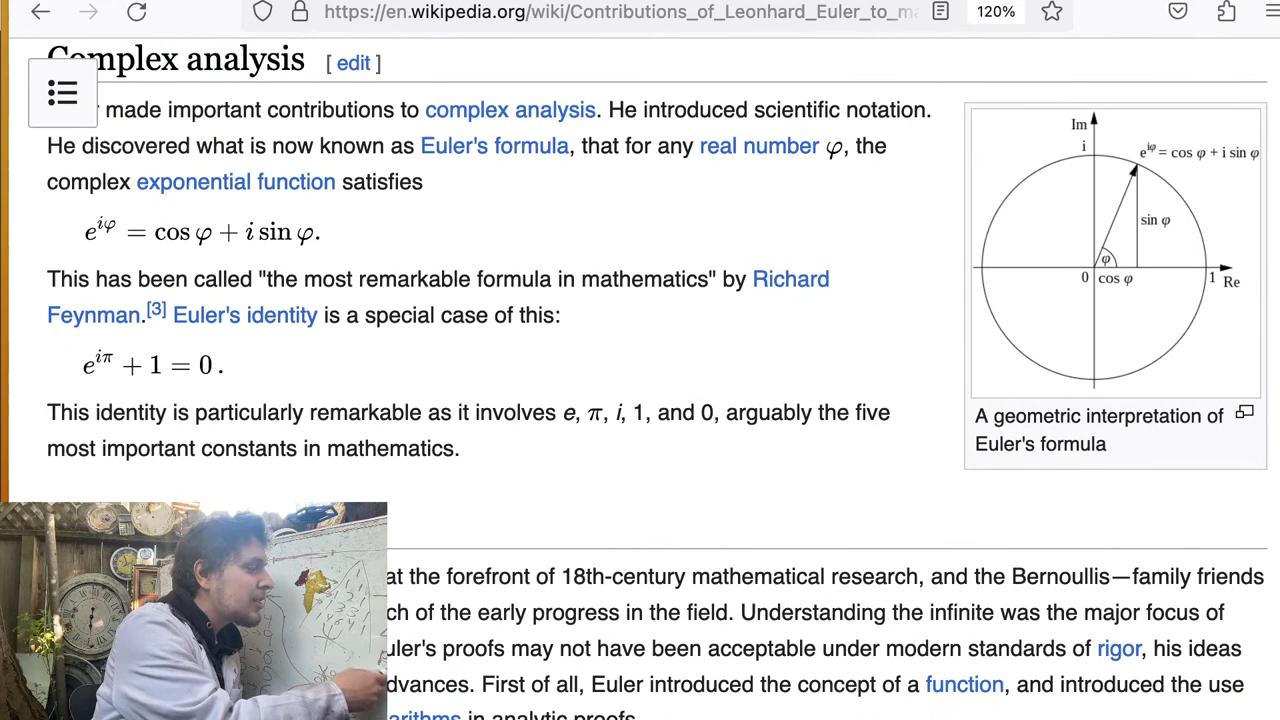 https://en.wikipedia.org/wiki/Contributions_of_Leonhard_Euler_to_ma
120%
Complex analysis [ edit ]
made important contributions to complex analysis. He introduced scientific notation.
He discovered what is now known as Euler's formula, that for any real number φ, the
complex exponential function satisfies
e^{iφ} = cos φ + i sin φ.
This has been called "the most remarkable formula in mathematics" by Richard
Feynman.[3] Euler's identity is a special case of this:
e^{iπ} + 1 = 0.
This identity is particularly remarkable as it involves e, π, i, 1, and 0, arguably the five
most important constants in mathematics.
Im
i
e^{iφ} = cos φ + i sin φ
sin φ
φ
0 cos φ 1 Re
A geometric interpretation of
Euler's formula
at the forefront of 18th-century mathematical research, and the Bernoullis—family friends
ch of the early progress in the field. Understanding the infinite was the major focus of
uler's proofs may not have been acceptable under modern standards of rigor, his ideas
dvances. First of all, Euler introduced the concept of a function, and introduced the use
arithms in analytic proofs.